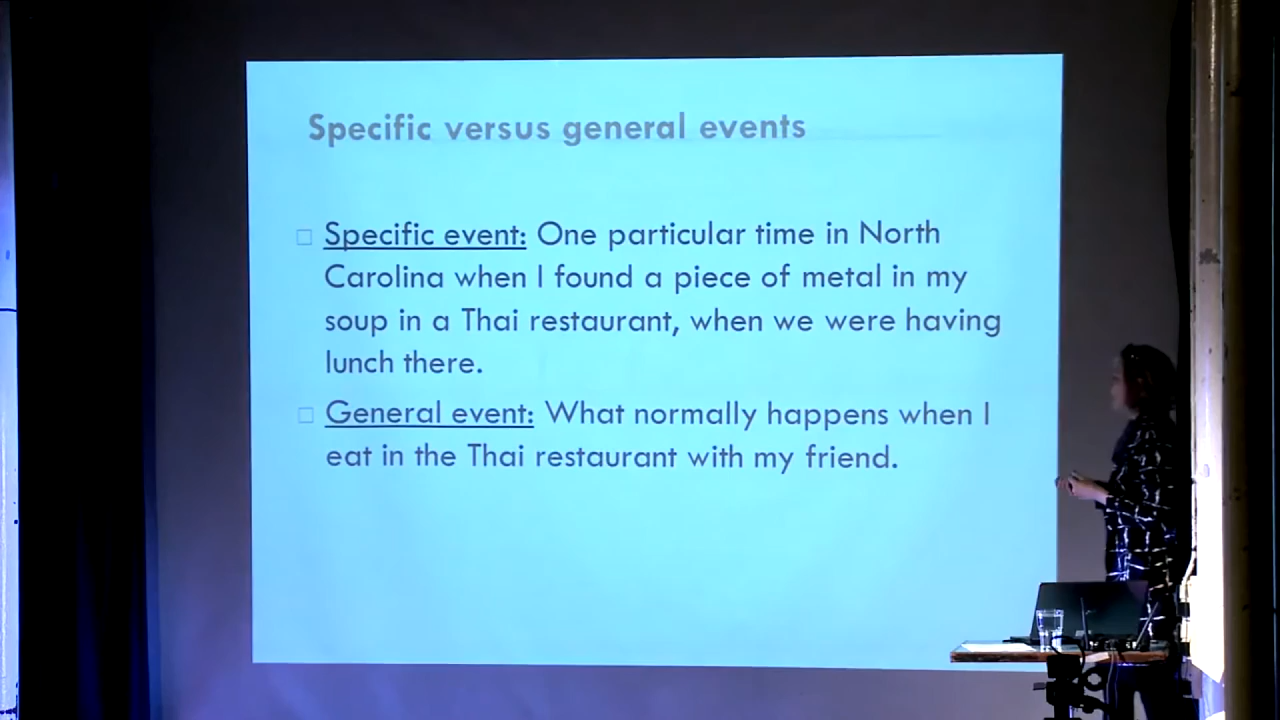 Specific versus general events
Specific event: One particular time in North
Carolina when I found a piece of metal in my
soup in a Thai restaurant, when we were having
lunch there.
General event: What normally happens when I
eat in the Thai restaurant with my friend.